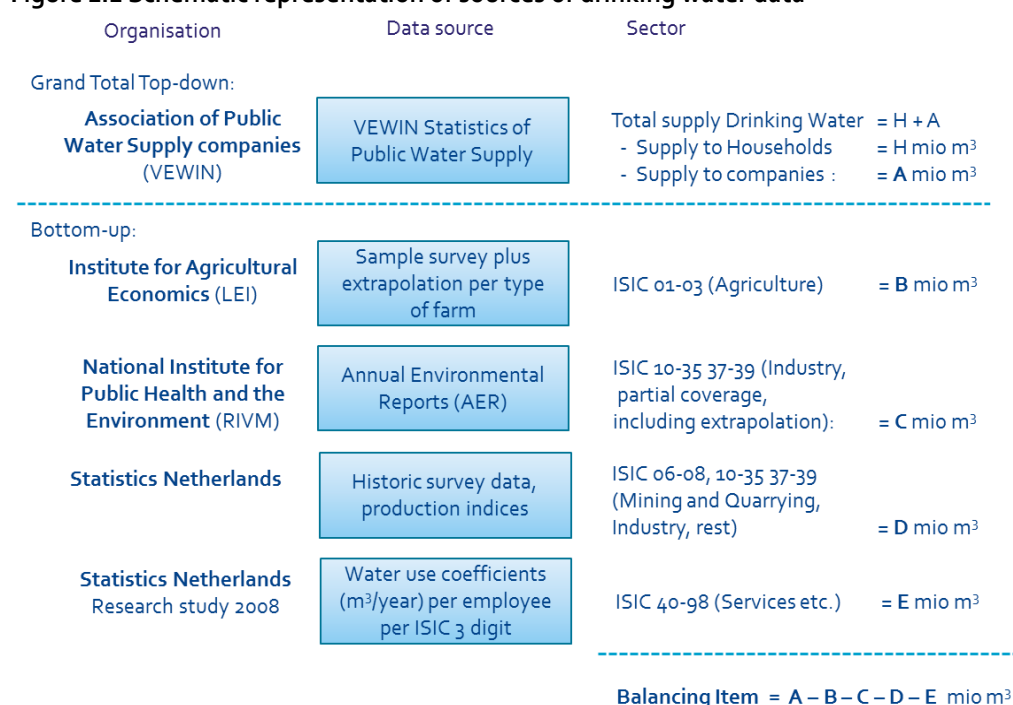 Organisation Data source Sector
Grand Total Top-down:
Association of Public
Water Supply companies
(VEWIN)
VEWIN Statistics of
Public Water Supply
Total supply Drinking Water = H + A
- Supply to Households = H mio m³
- Supply to companies : = A mio m³
Bottom-up:
Institute for Agricultural
Economics (LEI)
Sample survey plus
extrapolation per type
of farm
ISIC 01-03 (Agriculture) = B mio m³
National Institute for
Public Health and the
Environment (RIVM)
Annual Environmental
Reports (AER)
ISIC 10-35 37-39 (Industry,
partial coverage,
including extrapolation): = C mio m³
Statistics Netherlands
Historic survey data,
production indices
ISIC 06-08, 10-35 37-39
(Mining and Quarrying,
Industry, rest) = D mio m³
Statistics Netherlands
Research study 2008
Water use coefficients
(m³/year) per employee
per ISIC 3 digit
ISIC 40-98 (Services etc.) = E mio m³
Balancing Item = A – B – C – D – E mio m³